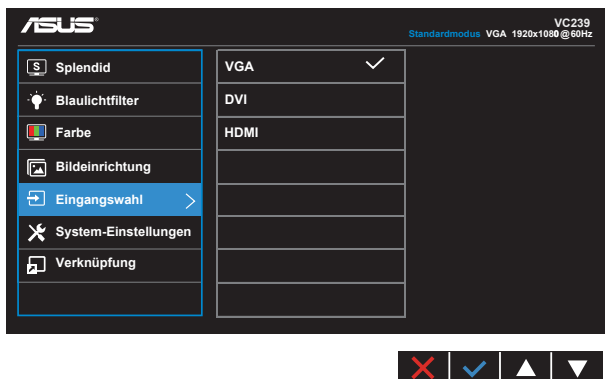 ASUS
VC239
Standardmodus VGA 1920x1080@60Hz
S Splendid
Blaulichtfilter
Farbe
Bildeinrichtung
Eingangswahl
System-Einstellungen
Verknüpfung
VGA
DVI
HDMI